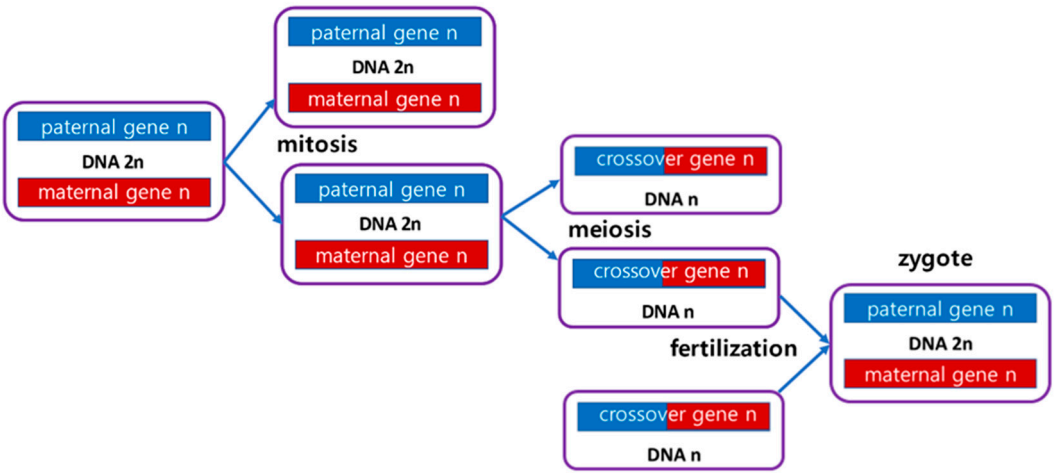 paternal gene n
DNA 2n
maternal gene n
mitosis
paternal gene n
DNA 2n
maternal gene n
paternal gene n
DNA 2n
maternal gene n
meiosis
crossover gene n
DNA n
crossover gene n
DNA n
fertilization
crossover gene n
DNA n
zygote
paternal gene n
DNA 2n
maternal gene n